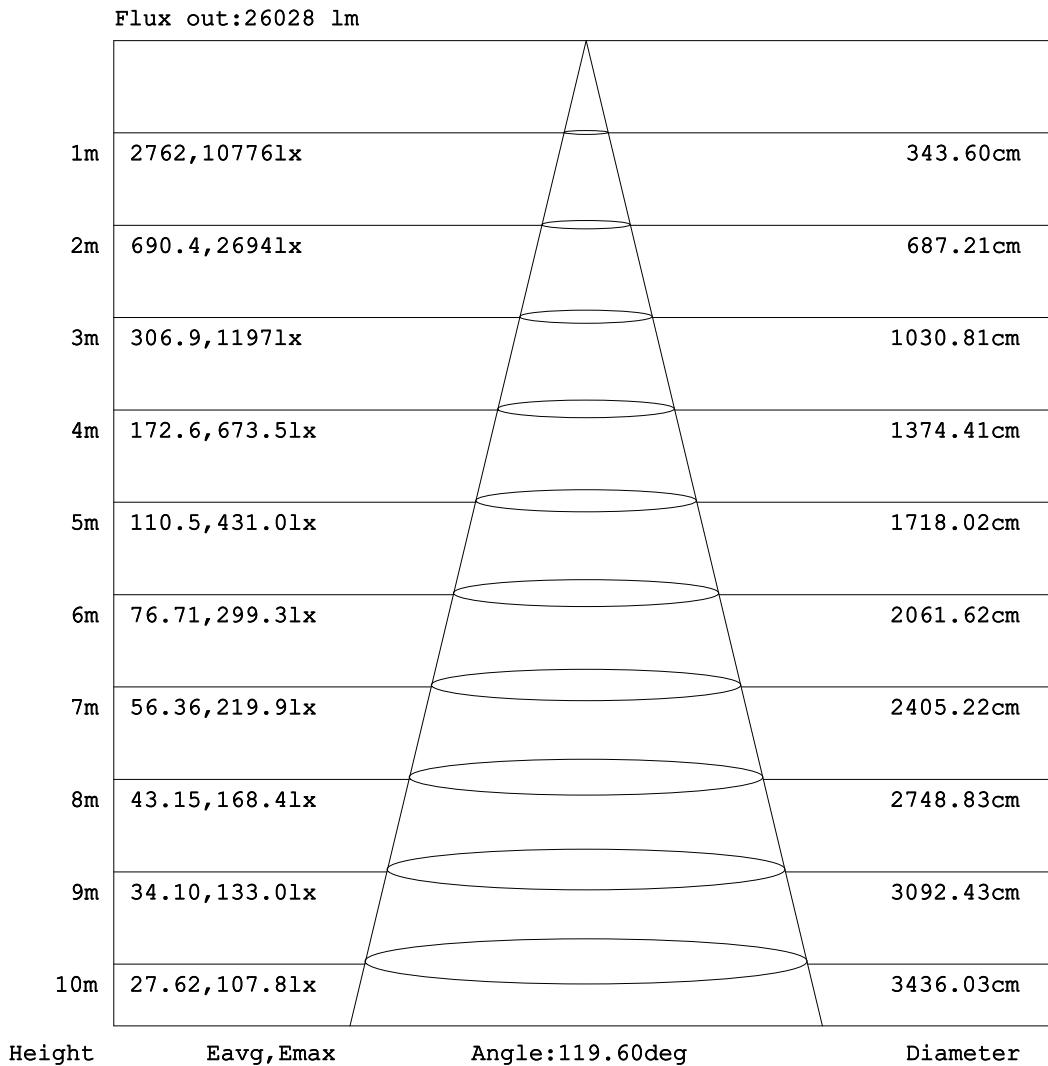 Flux out:26028 lm
1m 2762,10776lx 343.60cm
2m 690.4,2694lx 687.21cm
3m 306.9,1197lx 1030.81cm
4m 172.6,673.5lx 1374.41cm
5m 110.5,431.0lx 1718.02cm
6m 76.71,299.3lx 2061.62cm
7m 56.36,219.9lx 2405.22cm
8m 43.15,168.4lx 2748.83cm
9m 34.10,133.0lx 3092.43cm
10m 27.62,107.8lx 3436.03cm
Height Eavg,Emax Angle:119.60deg Diameter